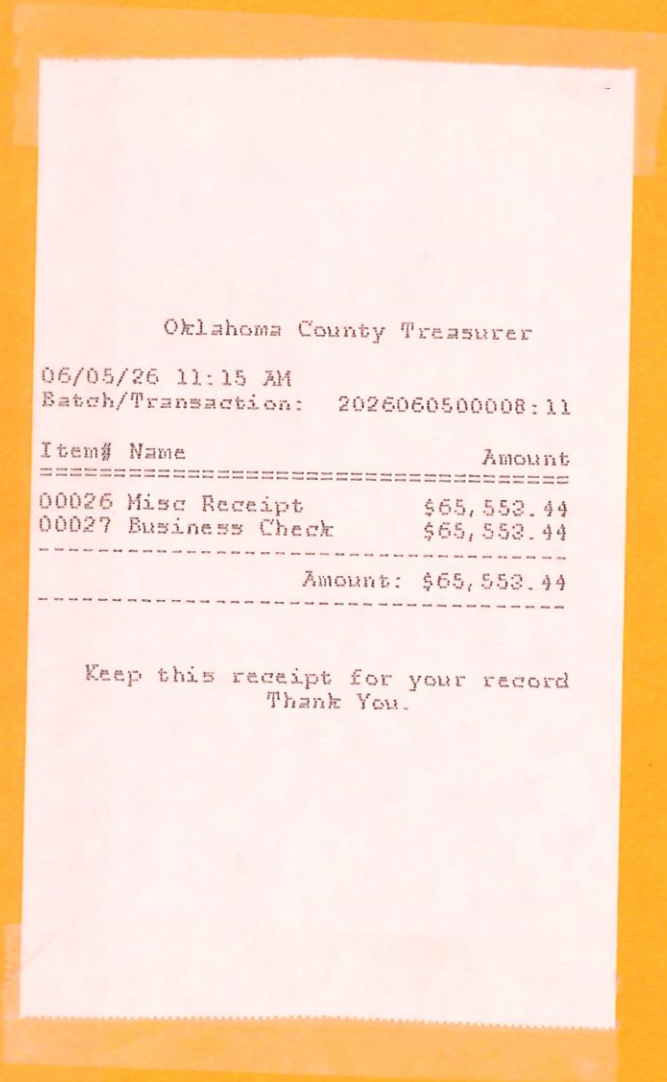 Oklahoma County Treasurer
06/05/26 11:15 AM
Batch/Transaction: 2026060500008:11
Item# Name Amount
====================================
00026 Misc Receipt $65,553.44
00027 Business Check $65,553.44
------------------------------------
Amount: $65,553.44
------------------------------------
Keep this receipt for your record
Thank You.